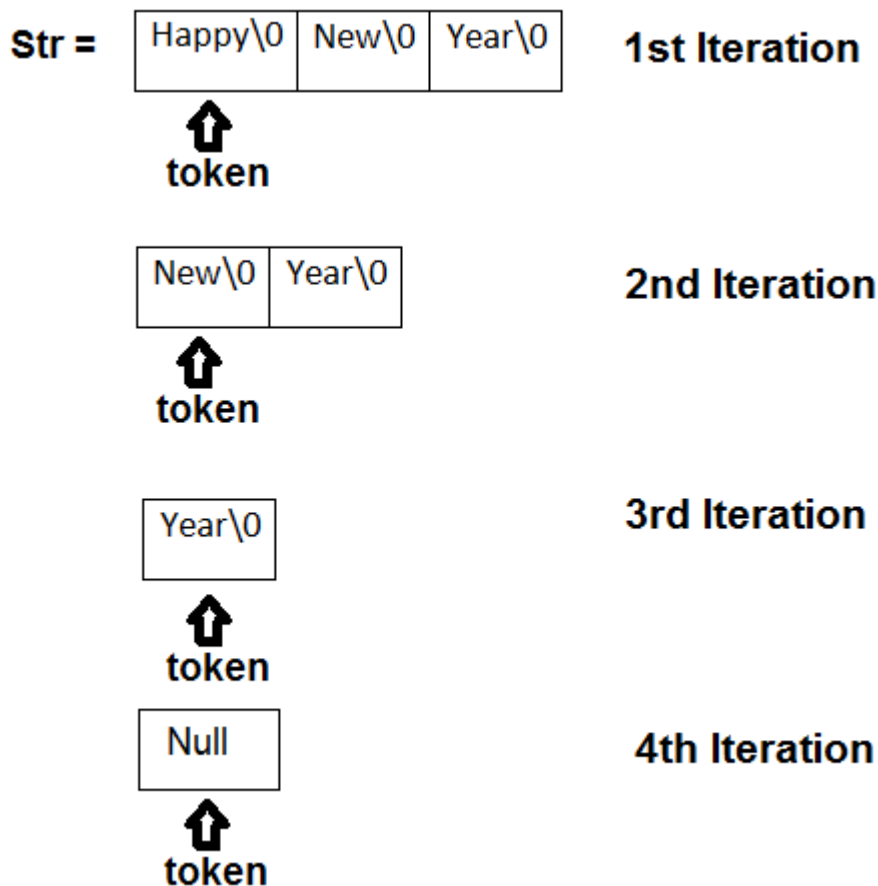 Str = Happy\0 New\0 Year\0 1st Iteration
token
New\0 Year\0 2nd Iteration
token
Year\0 3rd Iteration
token
Null 4th Iteration
token